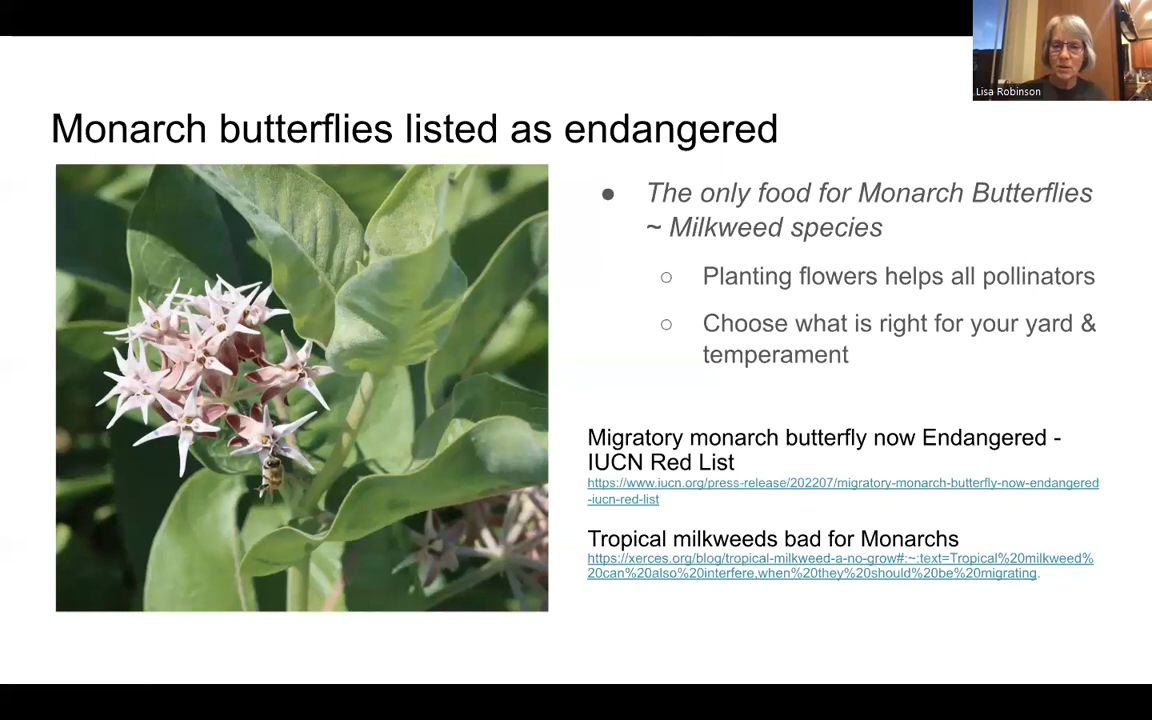 Lisa Robinson
Monarch butterflies listed as endangered
● The only food for Monarch Butterflies
~ Milkweed species
○ Planting flowers helps all pollinators
○ Choose what is right for your yard &
temperament
Migratory monarch butterfly now Endangered -
IUCN Red List
https://www.iucn.org/press-release/202207/migratory-monarch-butterfly-now-endangered
-iucn-red-list
Tropical milkweeds bad for Monarchs
https://xerces.org/blog/tropical-milkweed-a-no-grow#:~:text=Tropical%20milkweed%
20can%20also%20interfere,when%20they%20should%20be%20migrating.